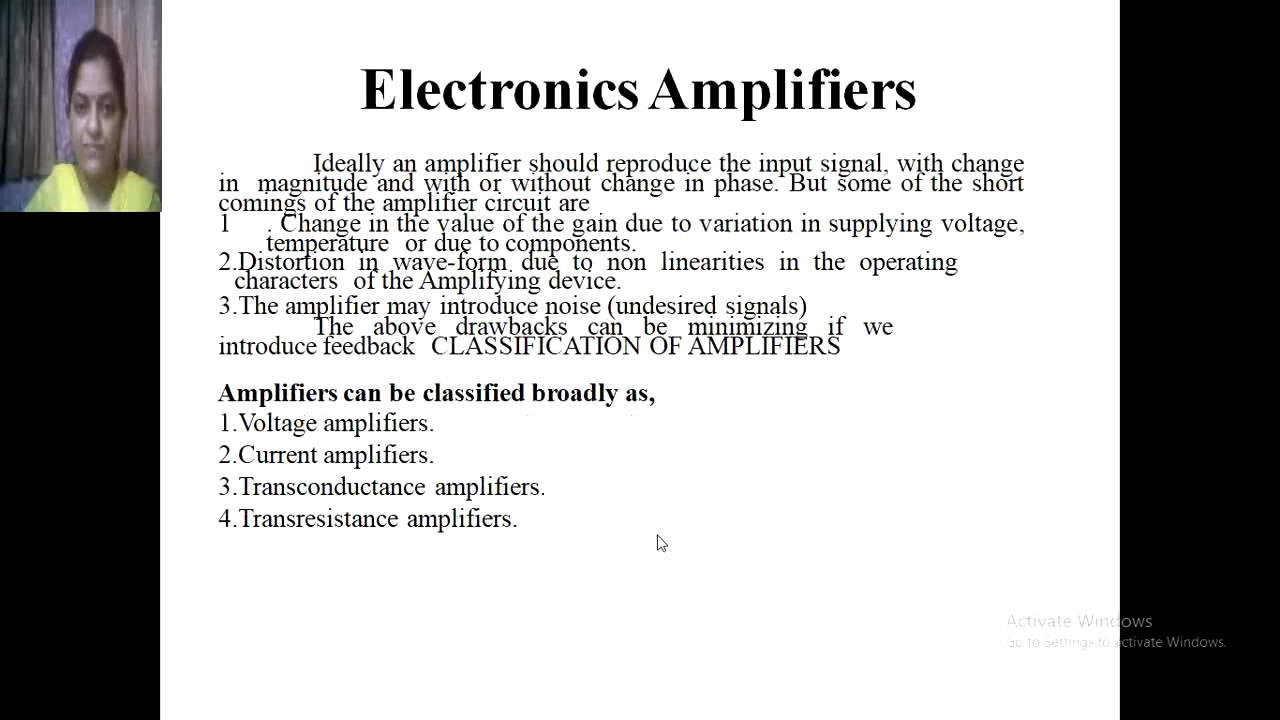 Electronics Amplifiers
Ideally an amplifier should reproduce the input signal, with change
in magnitude and with or without change in phase. But some of the short
comings of the amplifier circuit are
1 . Change in the value of the gain due to variation in supplying voltage,
temperature or due to components.
2.Distortion in wave-form due to non linearities in the operating
characters of the Amplifying device.
3.The amplifier may introduce noise (undesired signals)
The above drawbacks can be minimizing if we
introduce feedback CLASSIFICATION OF AMPLIFIERS
Amplifiers can be classified broadly as,
1.Voltage amplifiers.
2.Current amplifiers.
3.Transconductance amplifiers.
4.Transresistance amplifiers.
Activate Windows
Go to Settings to activate Windows.